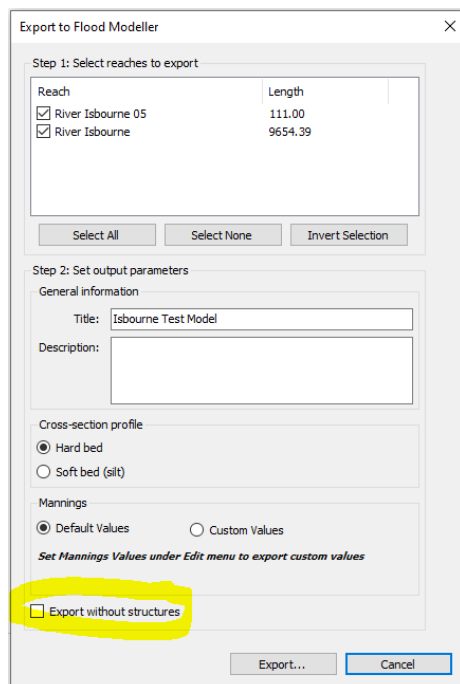 Export to Flood Modeller
Step 1: Select reaches to export
Reach Length
River Isbourne 05 111.00
River Isbourne 9654.39
Select All Select None Invert Selection
Step 2: Set output parameters
General information
Title: Isbourne Test Model
Description:
Cross-section profile
Hard bed
Soft bed (silt)
Mannings
Default Values Custom Values
Set Mannings Values under Edit menu to export custom values
Export without structures
Export... Cancel